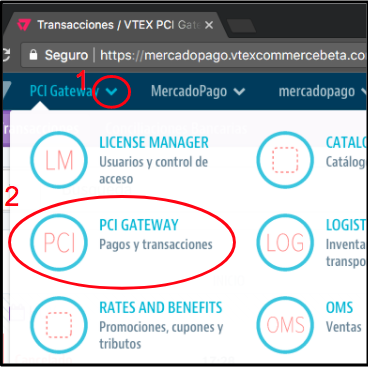 Transacciones / VTEX PCI Gat
Seguro | https://mercadopago.vtexcommercebeta.co
1
PCI Gateway
MercadoPago
mercadopago
LM
LICENSE MANAGER
Usuarios y control de
acceso
CATAL
Catálog
2
PCI
PCI GATEWAY
Pagos y transacciones
LOG
LOGIST
Inventa
transpo
RATES AND BENEFITS
Promociones, cupones y
tributos
OMS
OMS
Ventas